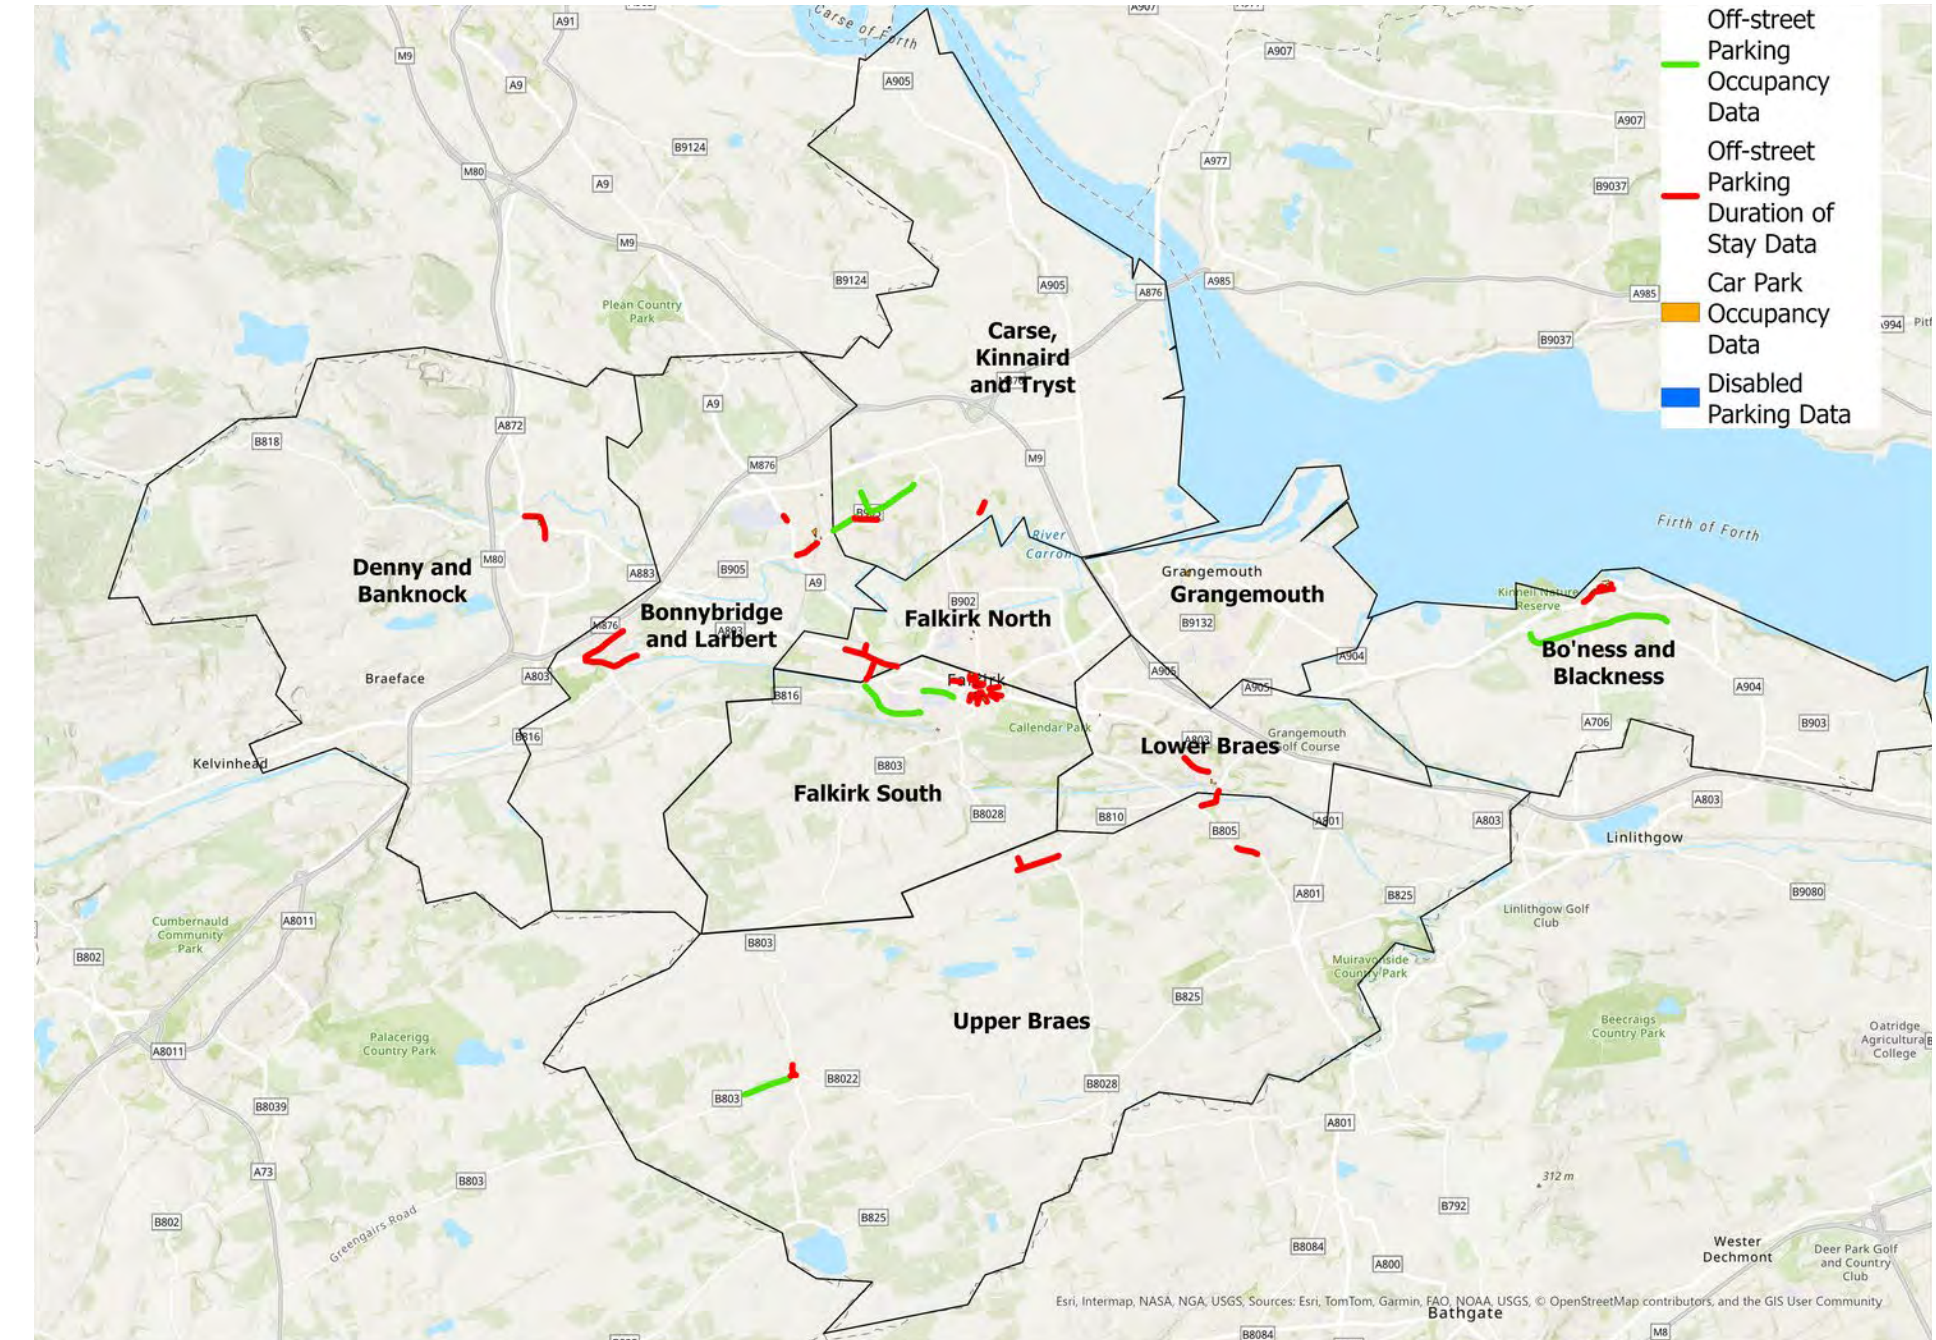 Off-street
Parking
Occupancy
Data
Off-street
Parking
Duration of
Stay Data
Car Park
Occupancy
Data
Disabled
Parking Data
Carse of Forth
A91
M9
A9
A905
A907
A907
B9124
A977
M80
A9
B9037
M9
B9124
A905
A876
A985
A985
A994
Plean Country
Park
B9037
Carse,
Kinnaird
and Tryst
A9
A872
B818
M876
M9
River
Carron
Firth of Forth
Denny and
Banknock
M80
A883
B905
A9
Grangemouth
Grangemouth
B902
Falkirk North
B9132
Kinneil Nature
Reserve
Bonnybridge
and Larbert
M876
A803
Bo'ness and
Blackness
A904
A905
A905
A904
Braeface
A803
B816
Falkirk
A706
B903
Callendar Park
Grangemouth
Golf Course
Lower Braes
A803
B816
Kelvinhead
B803
Falkirk South
B8028
B810
B805
A801
A803
A803
Linlithgow
A801
B825
B9080
Linlithgow Golf
Club
Cumbernauld
Community
Park
A8011
B802
B803
Muiravonside
Country Park
B825
Upper Braes
Beecraigs
Country Park
Oatridge
Agricultural
College
Palacerigg
Country Park
A8011
B8022
B8028
B803
B8039
A801
A73
B803
312 m
B802
B825
Greengairs Road
B792
B8084
A800
Wester
Dechmont
Deer Park Golf
and Country
Club
Esri, Intermap, NASA, NGA, USGS, Sources: Esri, TomTom, Garmin, FAO, NOAA, USGS, © OpenStreetMap contributors, and the GIS User Community
Bathgate
B8084
M8